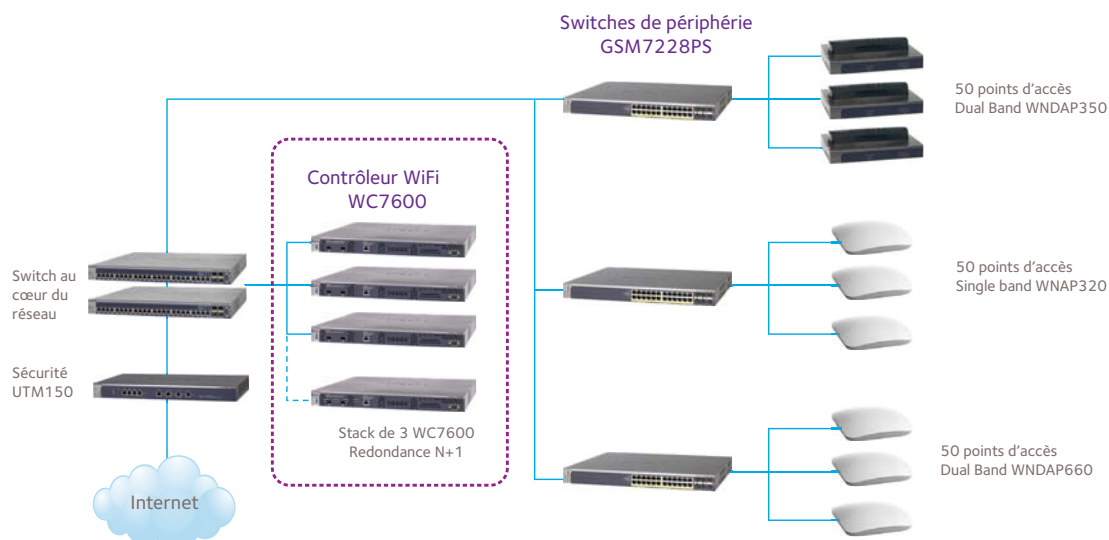 Switches de périphérie
GSM7228PS
50 points d'accès
Dual Band WNDAP350
Contrôleur WiFi
WC7600
Switch au
cœur du
réseau
50 points d'accès
Single band WNAP320
Sécurité
UTM150
Stack de 3 WC7600
Redondance N+1
50 points d'accès
Dual Band WNDAP660
Internet